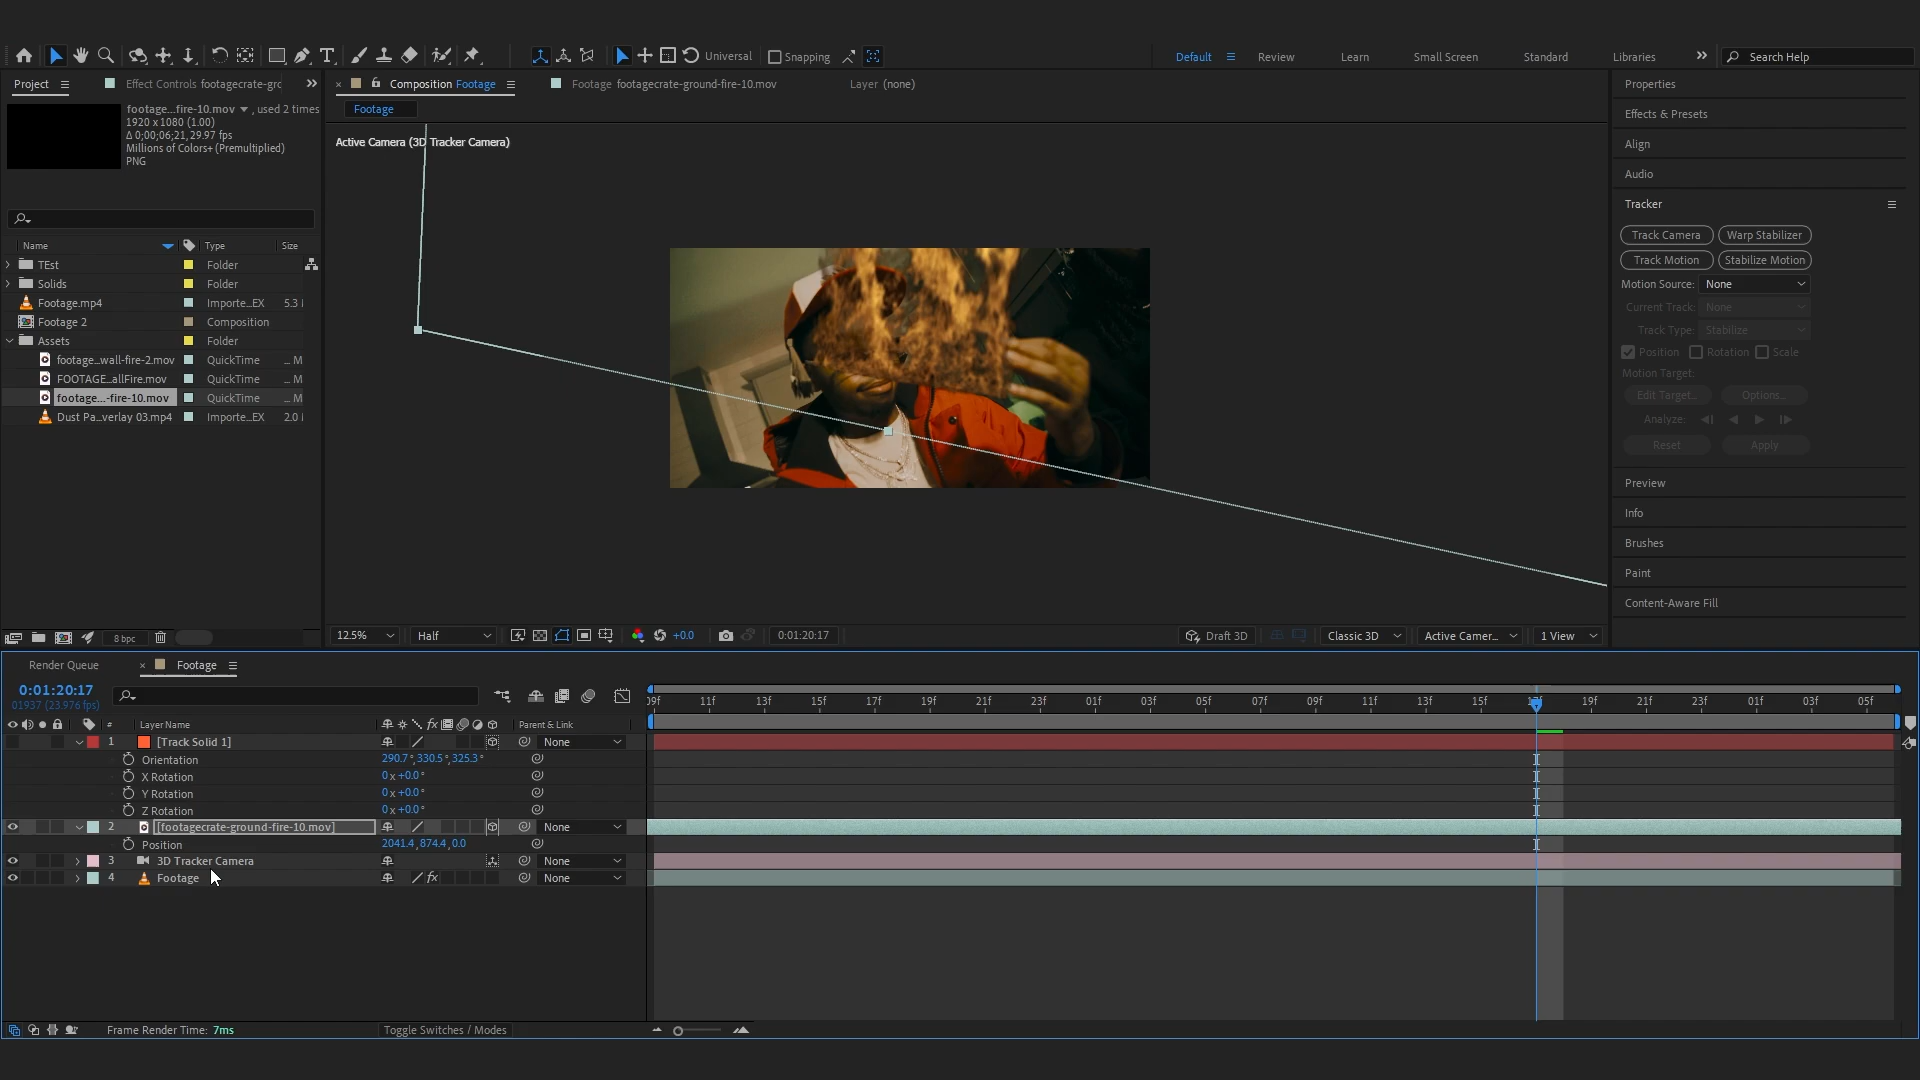 Universal
Snapping
Default
Review
Learn
Small Screen
Standard
Libraries
Search Help
Project
Effect Controls footagecrate-grc
Composition Footage
Footage footagecrate-ground-fire-10.mov
Layer (none)
Footage
footage...fire-10.mov , used 2 times
1920 x 1080 (1.00)
Δ 0;00;06;21, 29.97 fps
Millions of Colors+ (Premultiplied)
PNG
Name Type Size
TEst Folder
Solids Folder
Footage.mp4 Importe...EX 5.3
Footage 2 Composition
Assets Folder
footage...wall-fire-2.mov QuickTime ... M
FOOTAGE...allFire.mov QuickTime ... M
footage...-fire-10.mov QuickTime ... M
Dust Pa...verlay 03.mp4 Importe...EX 2.0
8 bpc
Active Camera (3D Tracker Camera)
12.5%
Half
+0.0
0:01:20:17
Draft 3D
Classic 3D
Active Camer...
1 View
Properties
Effects & Presets
Align
Audio
Tracker
Track Camera
Warp Stabilizer
Track Motion
Stabilize Motion
Motion Source: None
Current Track: None
Track Type: Stabilize
Position Rotation Scale
Motion Target:
Edit Target...
Options...
Analyze:
Reset
Apply
Preview
Info
Brushes
Paint
Content-Aware Fill
Render Queue
Footage
0:01:20:17
01937 (23.976 fps)
09f 11f 13f 15f 17f 19f 21f 23f 01f 03f 05f 07f 09f 11f 13f 15f 17f 19f 21f 23f 01f 03f 05f
# Layer Name fx Parent & Link
1 [Track Solid 1] None
Orientation 290.7°, 330.5°, 325.3°
X Rotation 0x+0.0°
Y Rotation 0x+0.0°
Z Rotation 0x+0.0°
2 [footagecrate-ground-fire-10.mov] None
Position 2041.4, 874.4, 0.0
3 3D Tracker Camera None
4 Footage fx None
Frame Render Time: 7ms
Toggle Switches / Modes